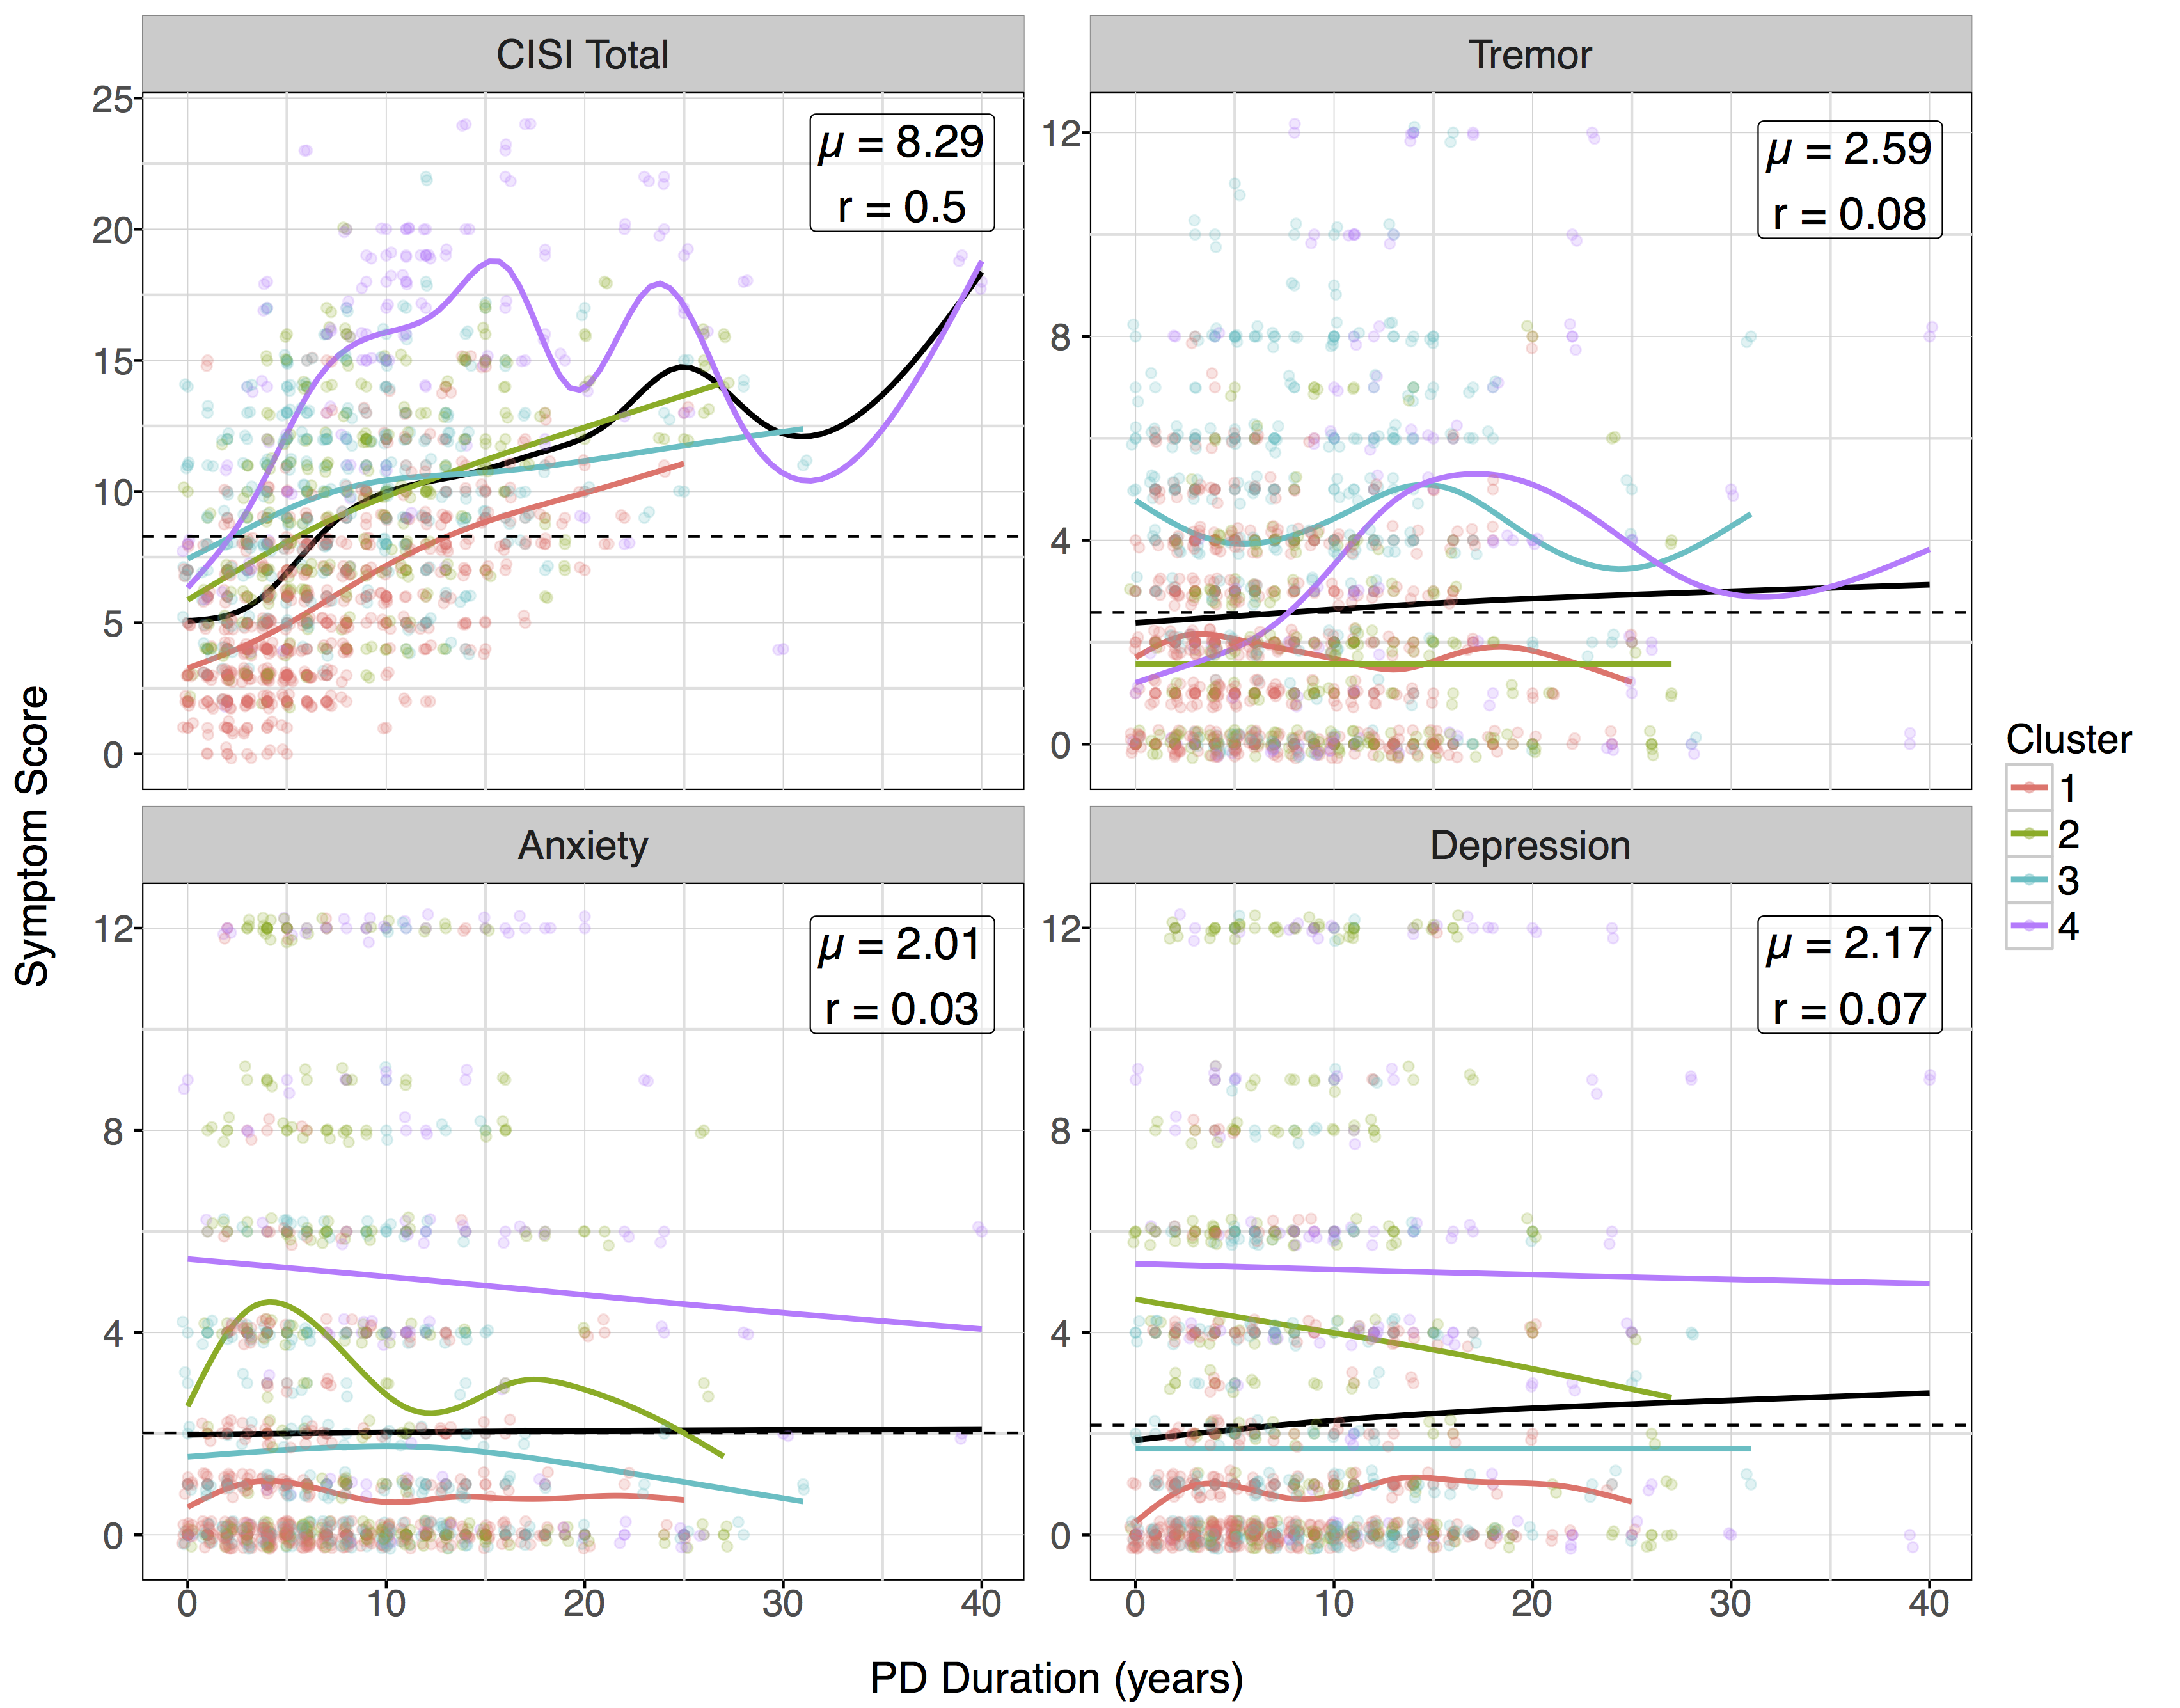 CISI Total
Tremor
25
20
15
10
5
0
μ = 8.29
r = 0.5
12
8
4
0
μ = 2.59
r = 0.08
Symptom Score
Anxiety
Depression
12
8
4
0
μ = 2.01
r = 0.03
12
8
4
0
μ = 2.17
r = 0.07
0 10 20 30 40
0 10 20 30 40
PD Duration (years)
Cluster
1
2
3
4